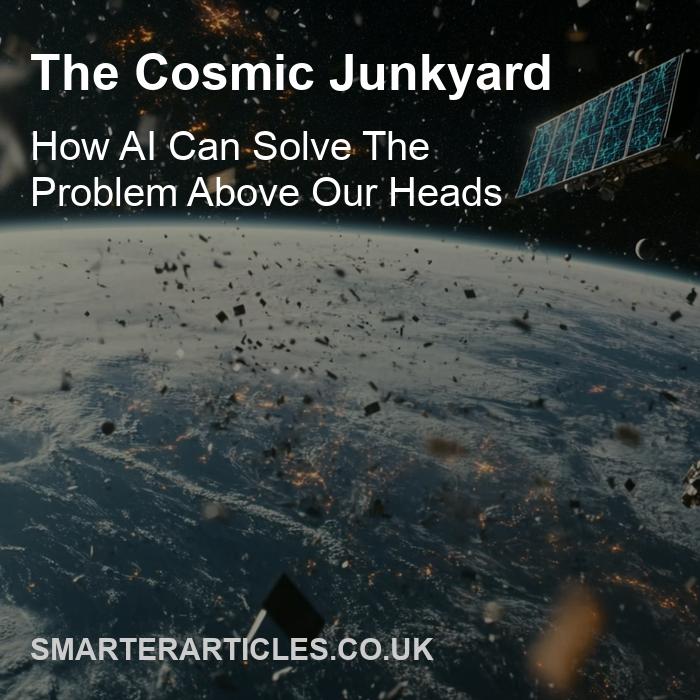 The Cosmic Junkyard
How AI Can Solve The
Problem Above Our Heads
SMARTERARTICLES.CO.UK